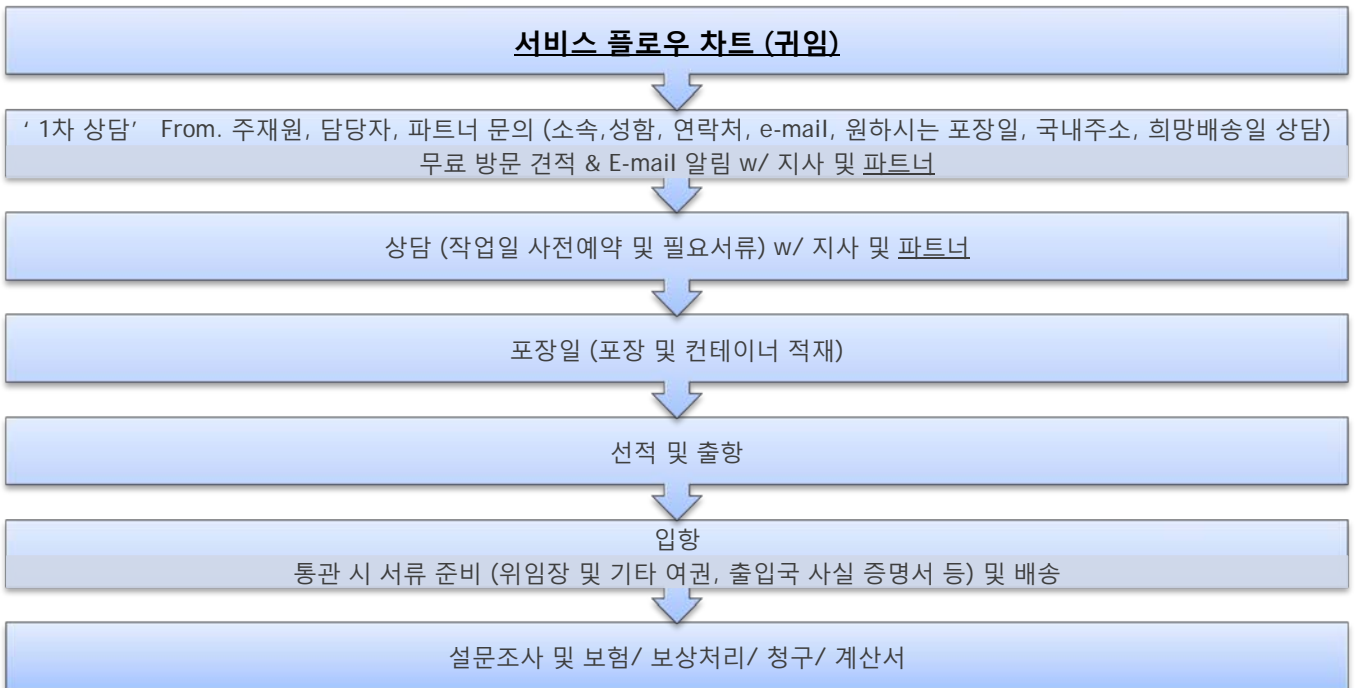 서비스 플로우 차트 (귀임)
‘ 1차 상담’ From. 주재원, 담당자, 파트너 문의 (소속,성함, 연락처, e-mail, 원하시는 포장일, 국내주소, 희망배송일 상담)
무료 방문 견적 & E-mail 알림 w/ 지사 및 파트너
상담 (작업일 사전예약 및 필요서류) w/ 지사 및 파트너
포장일 (포장 및 컨테이너 적재)
선적 및 출항
입항
통관 시 서류 준비 (위임장 및 기타 여권, 출입국 사실 증명서 등) 및 배송
설문조사 및 보험/ 보상처리/ 청구/ 계산서